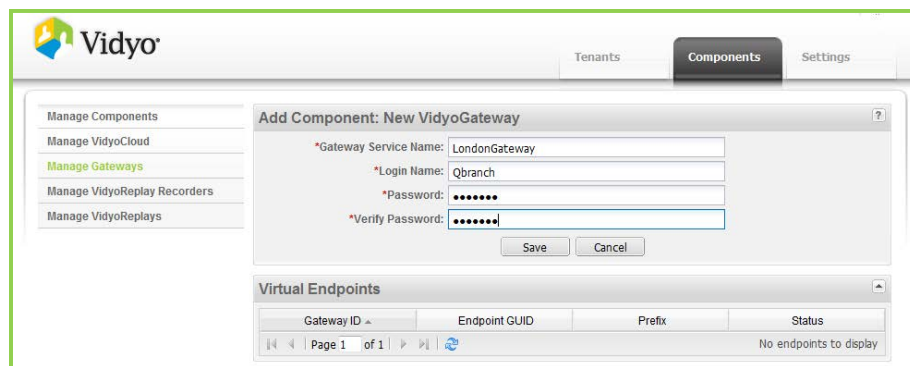 Vidyo
Tenants Components Settings
Manage Components
Manage VidyoCloud
Manage Gateways
Manage VidyoReplay Recorders
Manage VidyoReplays
Add Component: New VidyoGateway ?
*Gateway Service Name: LondonGateway
*Login Name: Qbranch
*Password: •••••••
*Verify Password: •••••••
Save Cancel
Virtual Endpoints
Gateway ID Endpoint GUID Prefix Status
Page 1 of 1 No endpoints to display